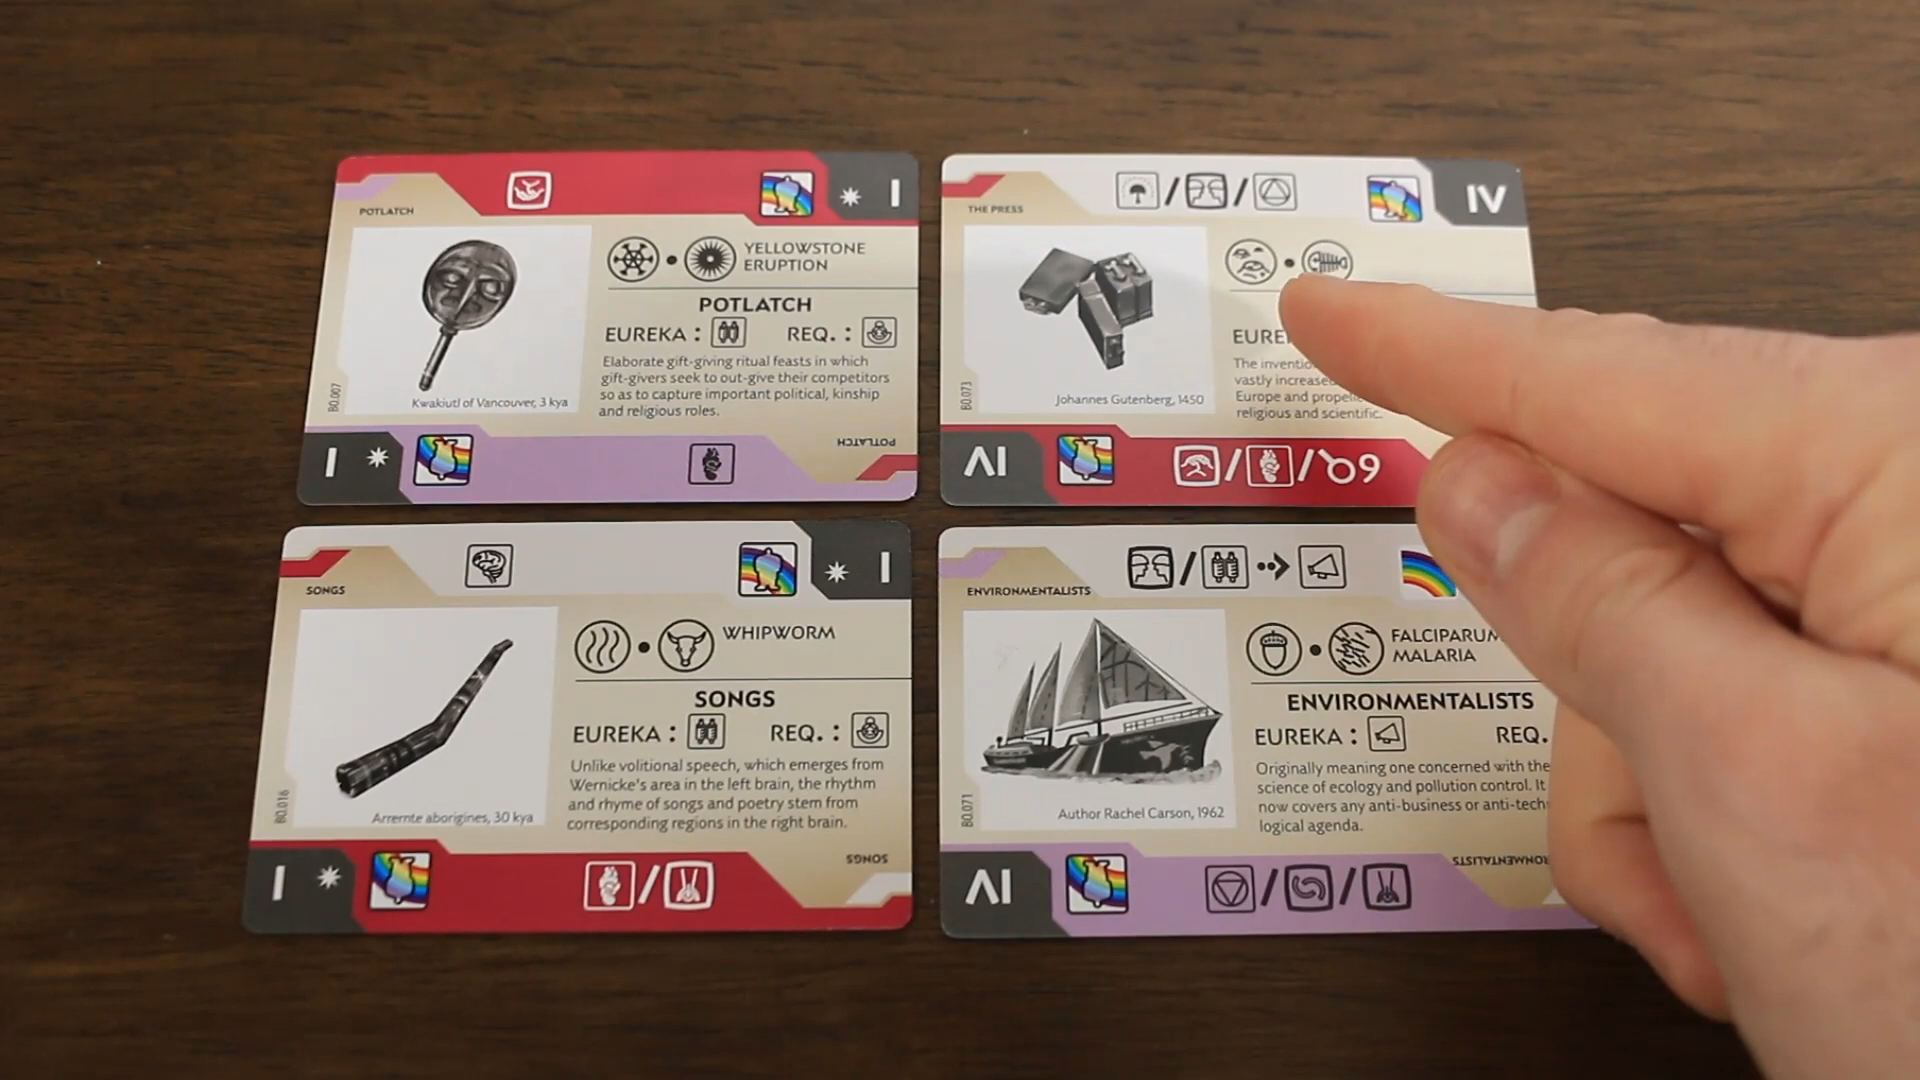 POTLATCH
I
YELLOWSTONE
ERUPTION
POTLATCH
EUREKA : REQ. :
Elaborate gift-giving ritual feasts in which
gift-givers seek to out-give their competitors
so as to capture important political, kinship
and religious roles.
Kwakiutl of Vancouver, 3 kya
B0.007
POTLATCH
I
THE PRESS
/ /
IV
The
vastly increased
Europe and
religious and scientific.
Johannes Gutenberg, 1450
B0.073
IV
/ / 9
SONGS
I
WHIPWORM
SONGS
EUREKA : REQ. :
Unlike volitional speech, which emerges from
Wernicke's area in the left brain, the rhythm
and rhyme of songs and poetry stem from
corresponding regions in the right brain.
Arrernte aborigines, 30 kya
B0.016
SONGS
I
/
ENVIRONMENTALISTS
/
FALCIPARUM
MALARIA
ENVIRONMENTALISTS
EUREKA : REQ.
Originally meaning one concerned with the
science of ecology and pollution control. It
now covers any anti-business or anti-tech
logical agenda.
Author Rachel Carson, 1962
B0.071
IV
/ /